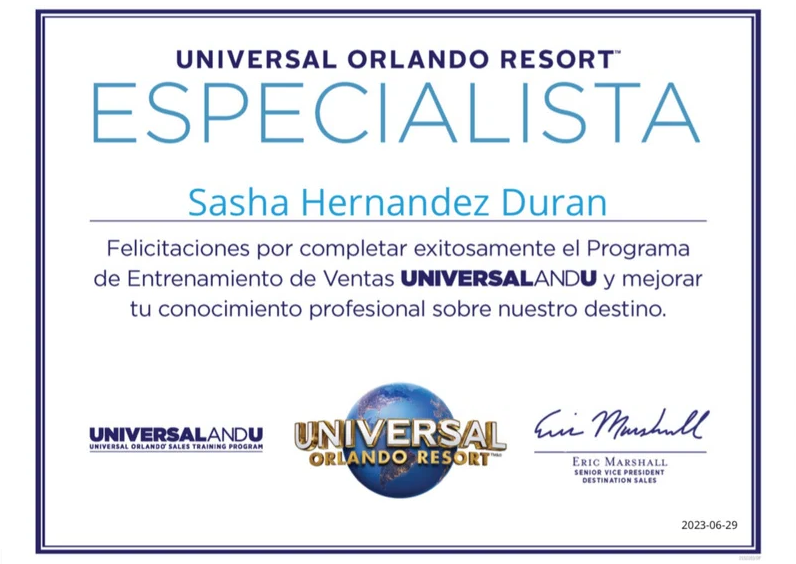 UNIVERSAL ORLANDO RESORT™
ESPECIALISTA
Sasha Hernandez Duran
Felicitaciones por completar exitosamente el Programa
de Entrenamiento de Ventas UNIVERSALANDU y mejorar
tu conocimiento profesional sobre nuestro destino.
UNIVERSALANDU
UNIVERSAL ORLANDO® SALES TRAINING PROGRAM
UNIVERSAL
ORLANDO RESORT
Eric Marshall
ERIC MARSHALL
SENIOR VICE PRESIDENT
DESTINATION SALES
2023-06-29